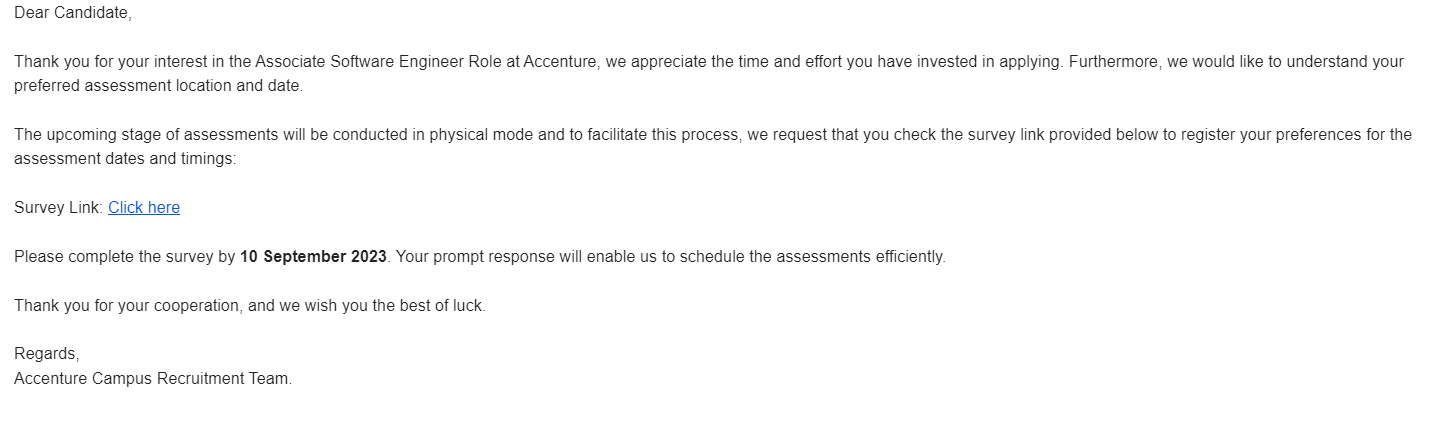 Dear Candidate,
Thank you for your interest in the Associate Software Engineer Role at Accenture, we appreciate the time and effort you have invested in applying. Furthermore, we would like to understand your
preferred assessment location and date.
The upcoming stage of assessments will be conducted in physical mode and to facilitate this process, we request that you check the survey link provided below to register your preferences for the
assessment dates and timings:
Survey Link: Click here
Please complete the survey by 10 September 2023. Your prompt response will enable us to schedule the assessments efficiently.
Thank you for your cooperation, and we wish you the best of luck.
Regards,
Accenture Campus Recruitment Team.